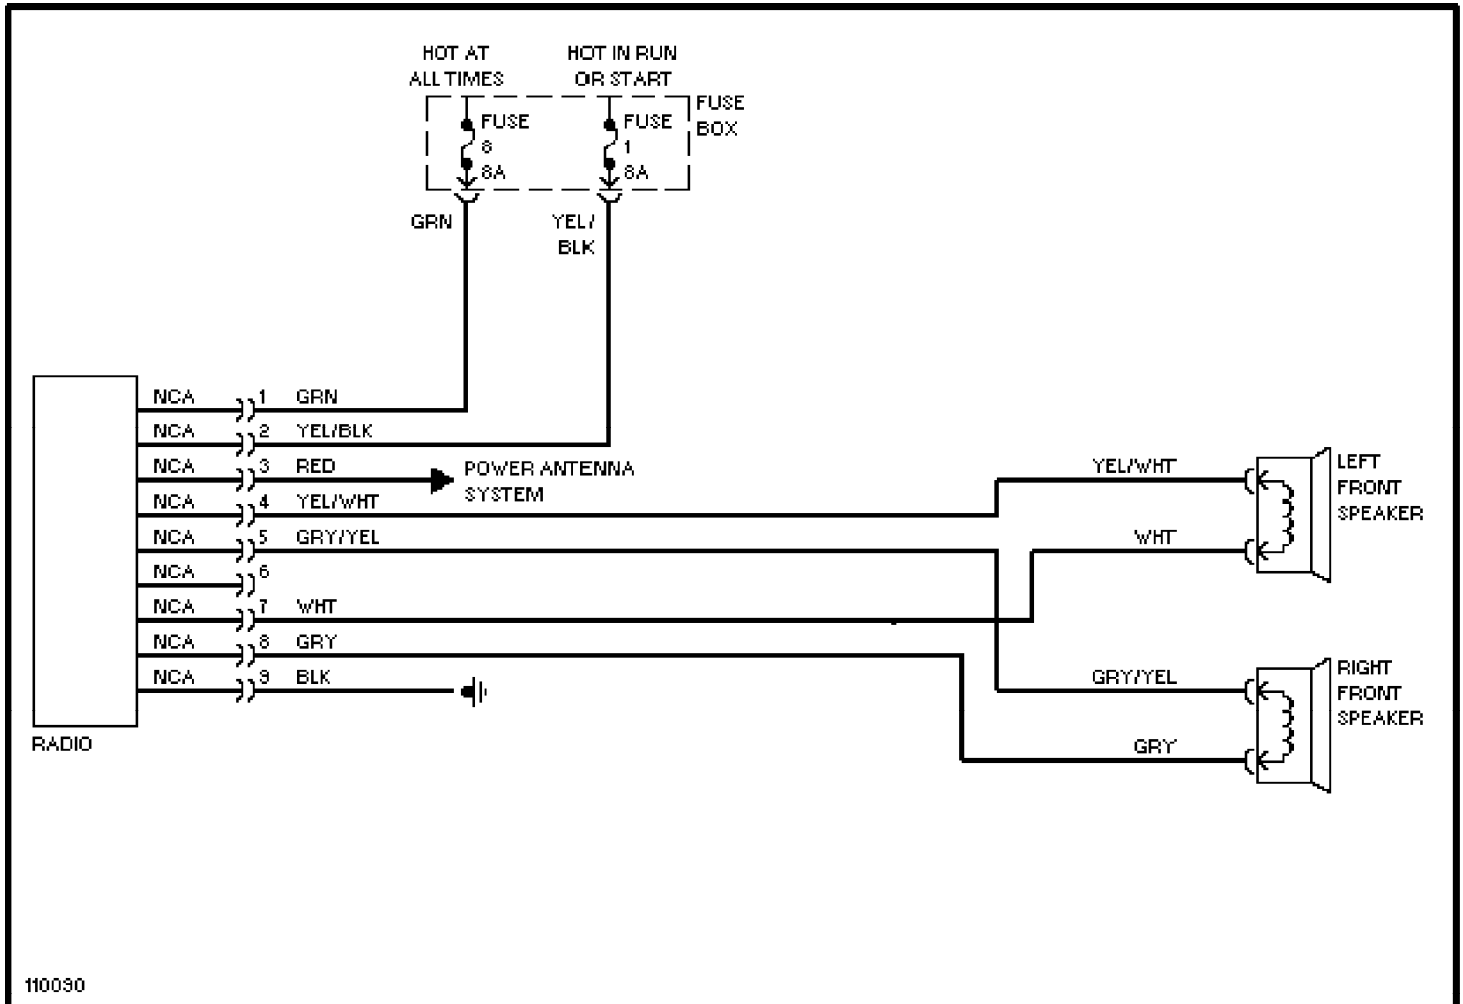 HOT AT
ALL TIMES
HOT IN RUN
OR START
FUSE
BOX
FUSE
8
8A
FUSE
1
8A
GRN
YEL/
BLK
NCA 1 GRN
NCA 2 YEL/BLK
NCA 3 RED
POWER ANTENNA
SYSTEM
NCA 4 YEL/WHT
NCA 5 GRY/YEL
NCA 6
NCA 7 WHT
NCA 8 GRY
NCA 9 BLK
RADIO
YEL/WHT
WHT
LEFT
FRONT
SPEAKER
GRY/YEL
GRY
RIGHT
FRONT
SPEAKER
110090